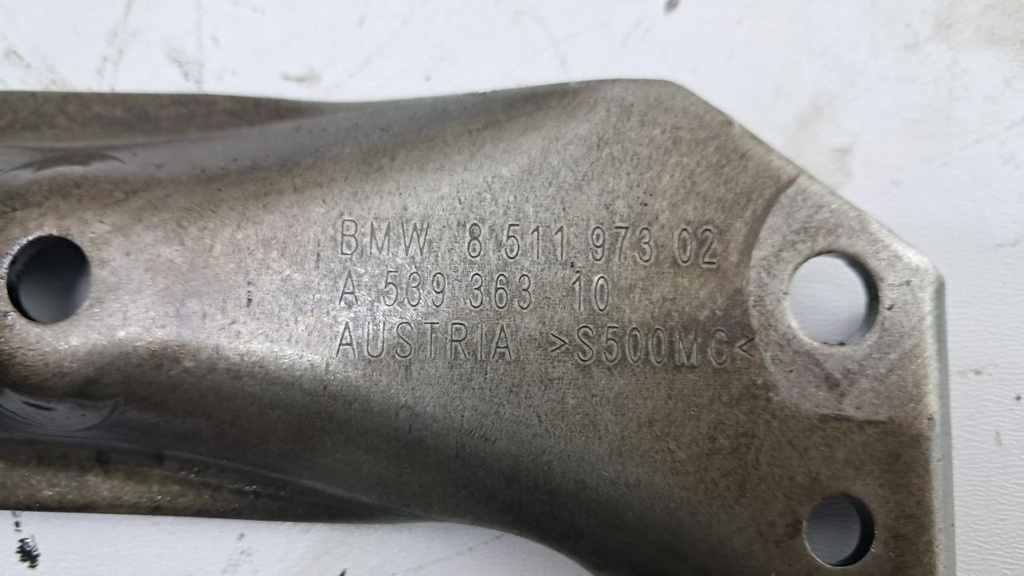 BMW 8 511 973 02
A 539 363 10
AUSTRIA >S500MC<